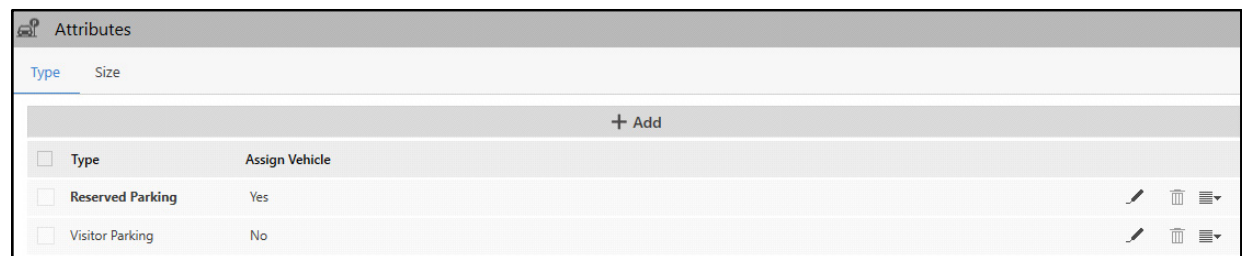 Attributes
Type Size
+ Add
Type Assign Vehicle
Reserved Parking Yes
Visitor Parking No